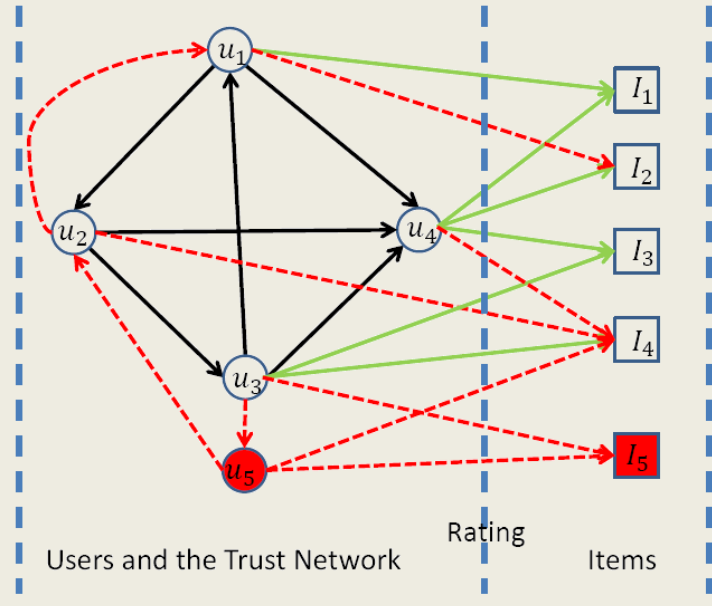 u₁
I₁
I₂
u₂
u₄
I₃
I₄
u₃
u₅
I₅
Rating
Users and the Trust Network
Items